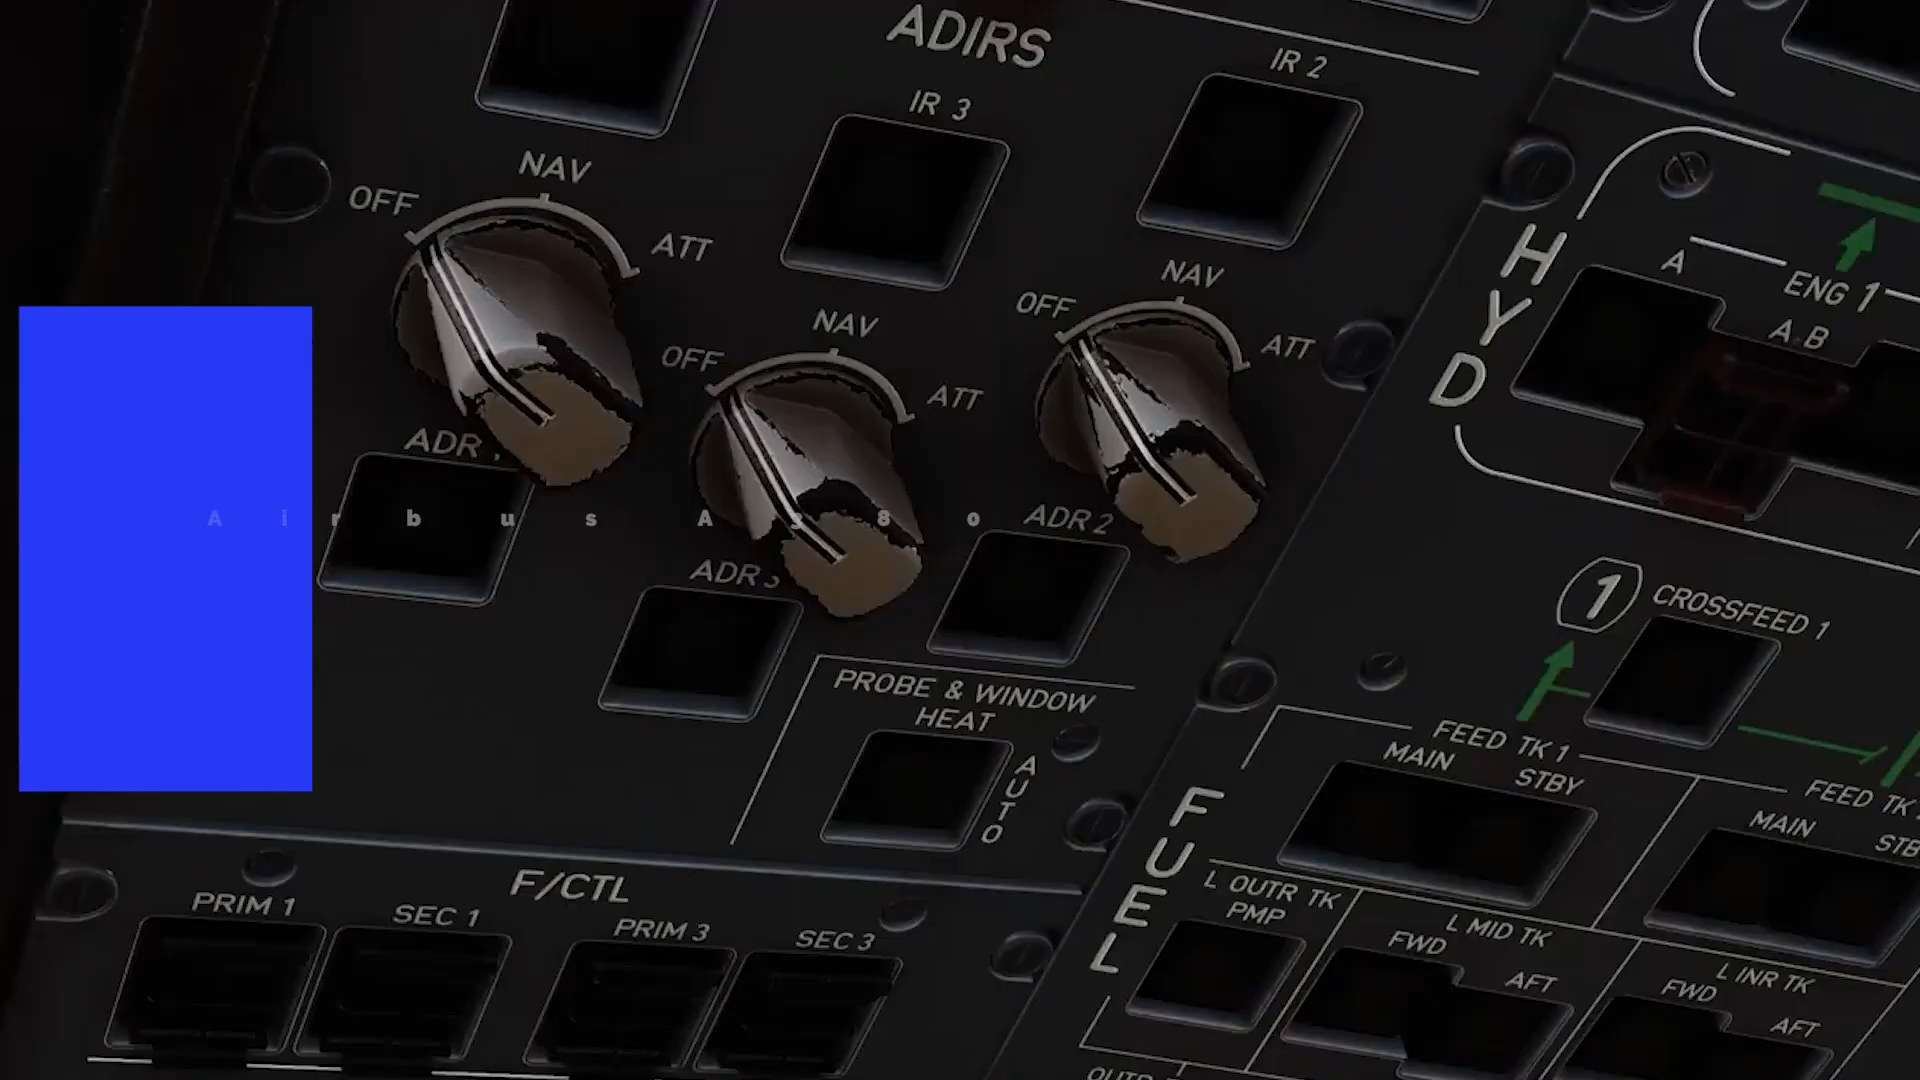 ADIRS
IR 2
IR 3
NAV
OFF
ATT
NAV
OFF
ATT
NAV
OFF
ATT
ADR
ADR 2
ADR 3
Airbus A380
PROBE & WINDOW
HEAT
AUTO
HYD
A
ENG 1
A B
1
CROSSFEED 1
FEED TK 1
MAIN
STBY
FEED TK
MAIN
FUEL
L OUTR TK
PMP
L MID TK
FWD
AFT
L INR TK
FWD
AFT
F/CTL
PRIM 1
SEC 1
PRIM 3
SEC 3